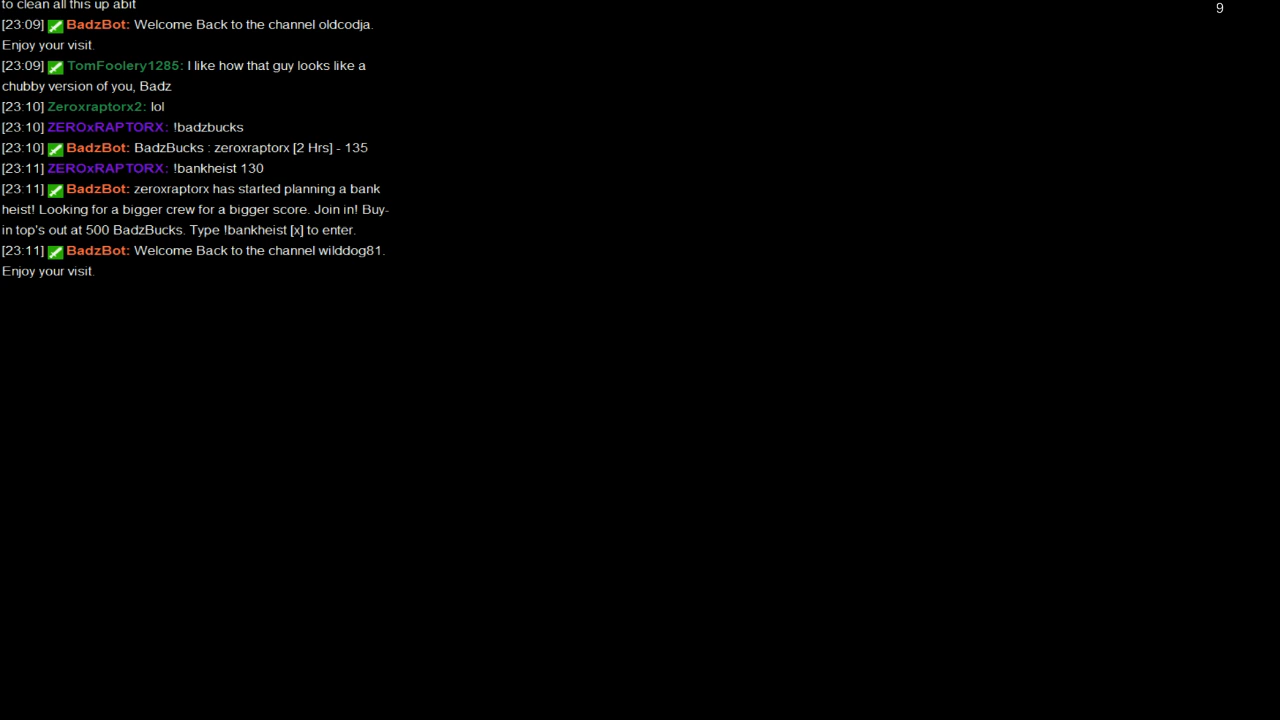 to clean all this up abit
9
[23:09] BadzBot: Welcome Back to the channel oldcodja.
Enjoy your visit.
[23:09] TomFoolery1285: I like how that guy looks like a
chubby version of you, Badz
[23:10] Zeroxraptorx2: lol
[23:10] ZEROxRAPTORX: !badzbucks
[23:10] BadzBot: BadzBucks : zeroxraptorx [2 Hrs] - 135
[23:11] ZEROxRAPTORX: !bankheist 130
[23:11] BadzBot: zeroxraptorx has started planning a bank
heist! Looking for a bigger crew for a bigger score. Join in! Buy-
in top's out at 500 BadzBucks. Type !bankheist [x] to enter.
[23:11] BadzBot: Welcome Back to the channel wilddog81.
Enjoy your visit.